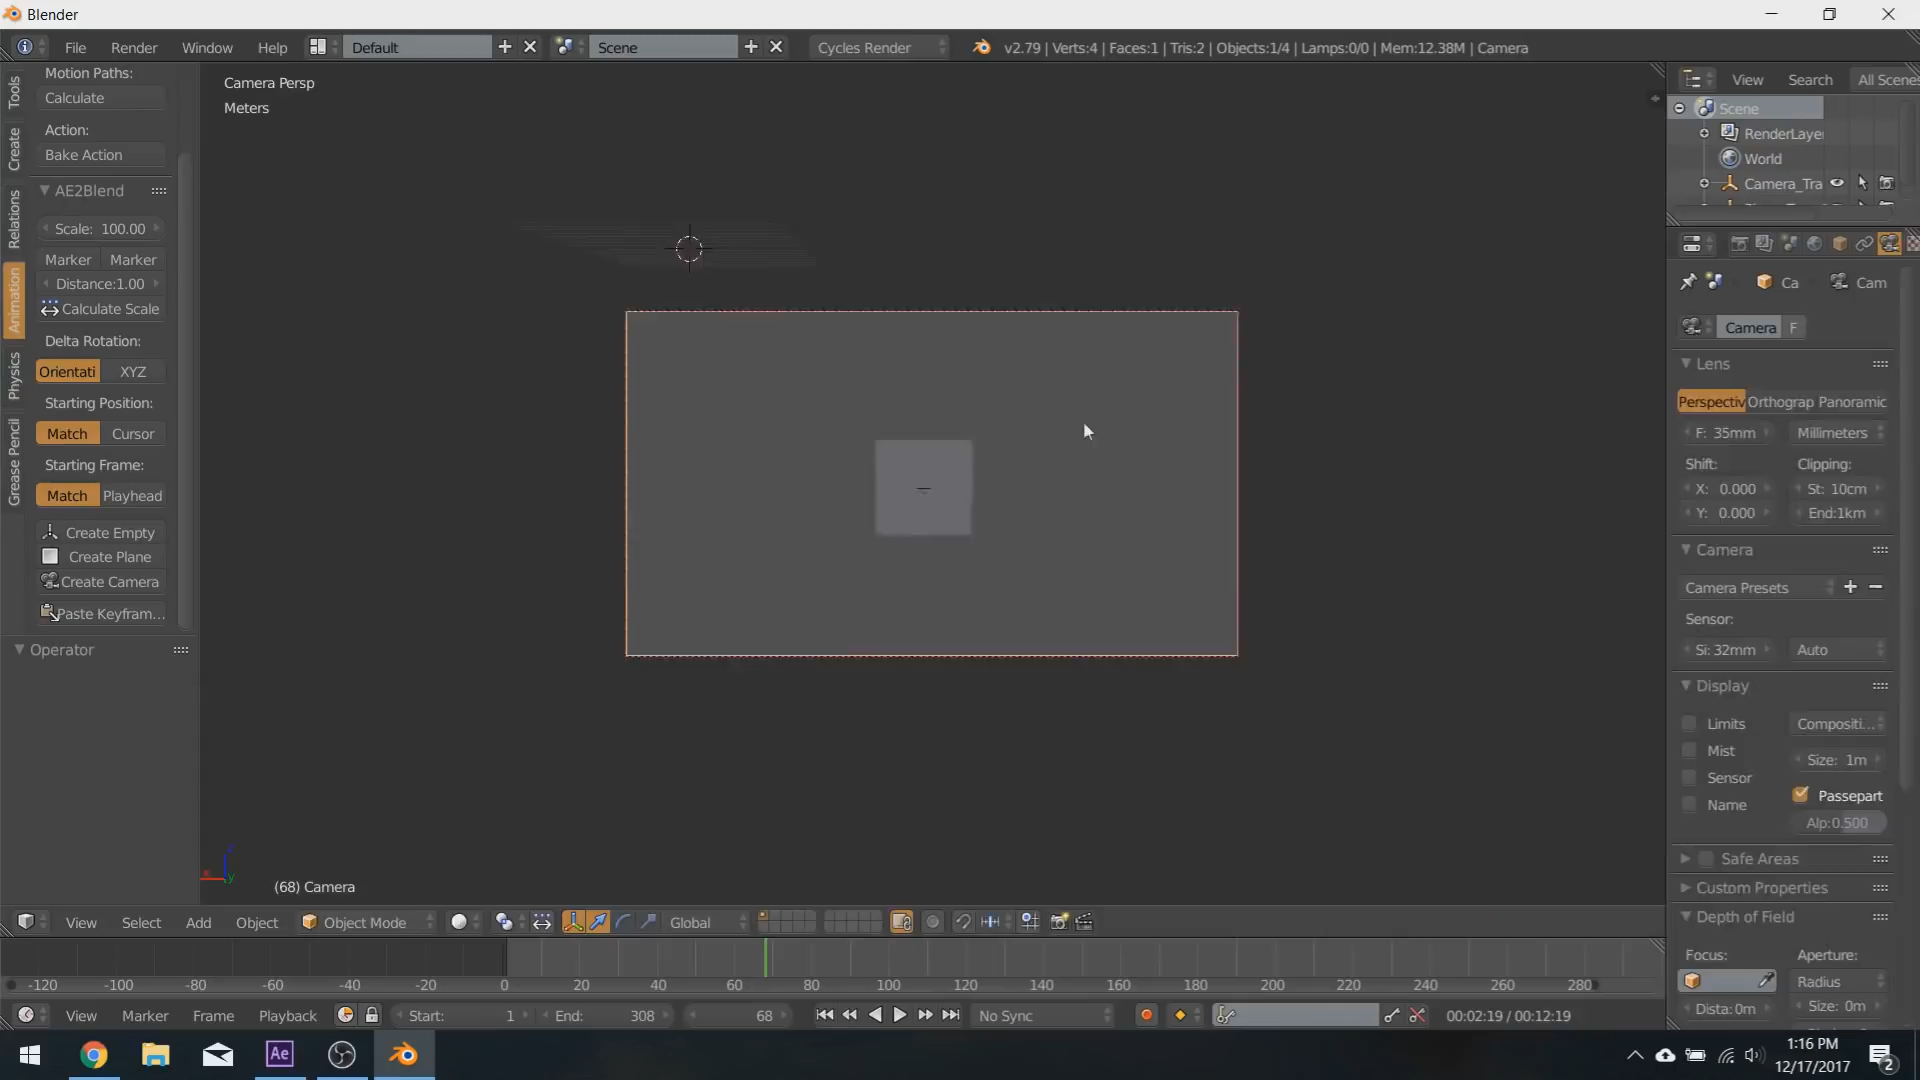 Blender
File Render Window Help Default Scene Cycles Render v2.79 | Verts:4 | Faces:1 | Tris:2 | Objects:1/4 | Lamps:0/0 | Mem:12.38M | Camera
Tools
Create
Relations
Animation
Physics
Grease Pencil
Motion Paths:
Calculate
Action:
Bake Action
AE2Blend
Scale: 100.00
Marker Marker
Distance:1.00
Calculate Scale
Delta Rotation:
Orientati XYZ
Starting Position:
Match Cursor
Starting Frame:
Match Playhead
Create Empty
Create Plane
Create Camera
Paste Keyfram...
Operator
Camera Persp
Meters
z
x
y
(68) Camera
View Search All Scenes
Scene
RenderLaye
World
Camera_Tra
Ca Cam
Camera F
Lens
Perspectiv Orthograp Panoramic
F: 35mm Millimeters
Shift: Clipping:
X: 0.000 St: 10cm
Y: 0.000 End:1km
Camera
Camera Presets
Sensor:
Si: 32mm Auto
Display
Limits Compositi...
Mist
Size: 1m
Sensor
Passepart
Name
Alp:0.500
Safe Areas
Custom Properties
Depth of Field
Focus: Aperture:
Radius
Dista: 0m Size: 0m
View Select Add Object Object Mode Global
-120 -100 -80 -60 -40 -20 0 20 40 60 80 100 120 140 160 180 200 220 240 260 280
View Marker Frame Playback Start: 1 End: 308 68 No Sync 00:02:19 / 00:12:19
Ae
1:16 PM
12/17/2017
2